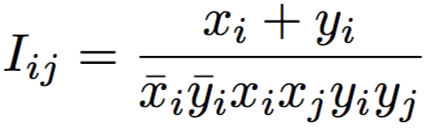 I_{ij} = \frac{x_i + y_i}{\bar{x}_i \bar{y}_i x_i x_j y_i y_j}